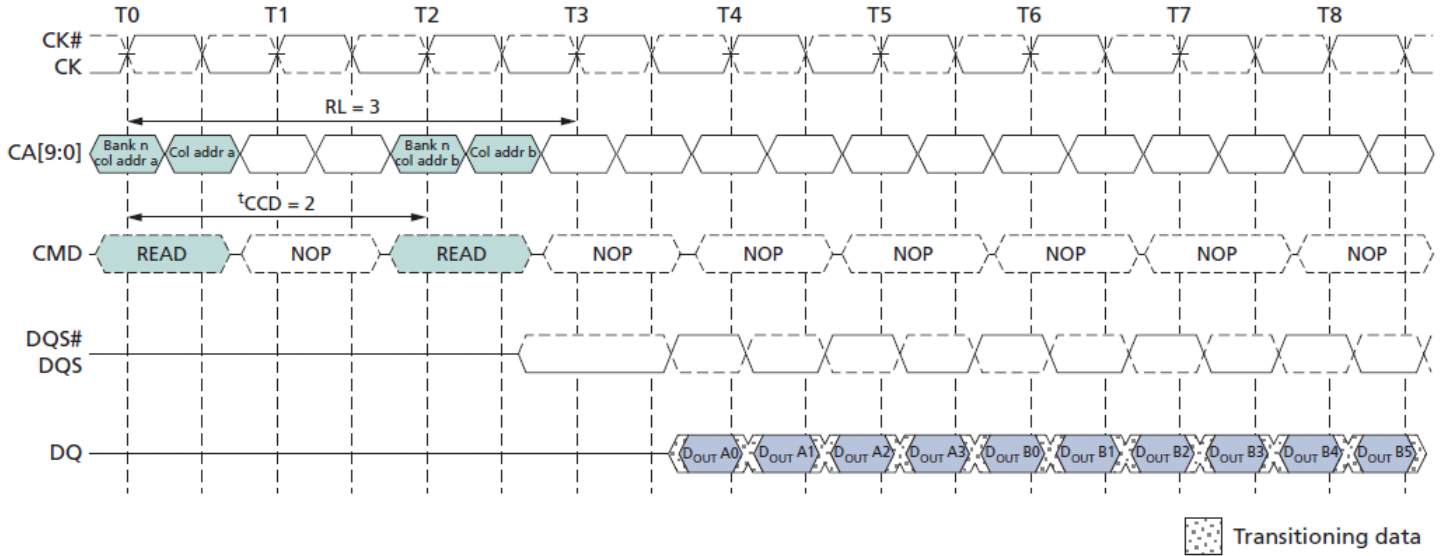 T0 T1 T2 T3 T4 T5 T6 T7 T8
CK#
CK
RL = 3
CA[9:0]
Bank n
col addr a
Col addr a
Bank n
col addr b
Col addr b
tCCD = 2
CMD READ NOP READ NOP NOP NOP NOP NOP NOP
DQS#
DQS
DQ DOUT A0 DOUT A1 DOUT A2 DOUT A3 DOUT B0 DOUT B1 DOUT B2 DOUT B3 DOUT B4 DOUT B5
Transitioning data